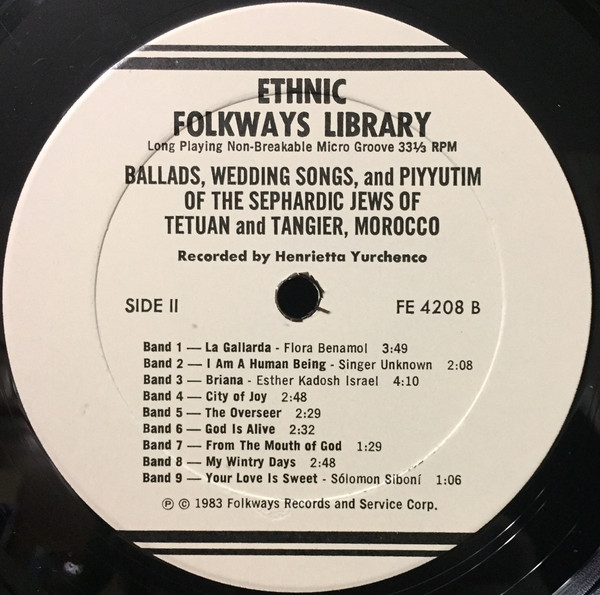 ETHNIC
FOLKWAYS LIBRARY
Long Playing Non-Breakable Micro Groove 33⅓ RPM
BALLADS, WEDDING SONGS, and PIYYUTIM
OF THE SEPHARDIC JEWS OF
TETUAN and TANGIER, MOROCCO
Recorded by Henrietta Yurchenco
SIDE II FE 4208 B
Band 1 — La Gallarda - Flora Benamol 3:49
Band 2 — I Am A Human Being - Singer Unknown 2:08
Band 3 — Briana - Esther Kadosh Israel 4:10
Band 4 — City of Joy 2:48
Band 5 — The Overseer 2:29
Band 6 — God Is Alive 2:32
Band 7 — From The Mouth of God 1:29
Band 8 — My Wintry Days 2:48
Band 9 — Your Love Is Sweet - Sólomon Siboní 1:06
℗ © 1983 Folkways Records and Service Corp.